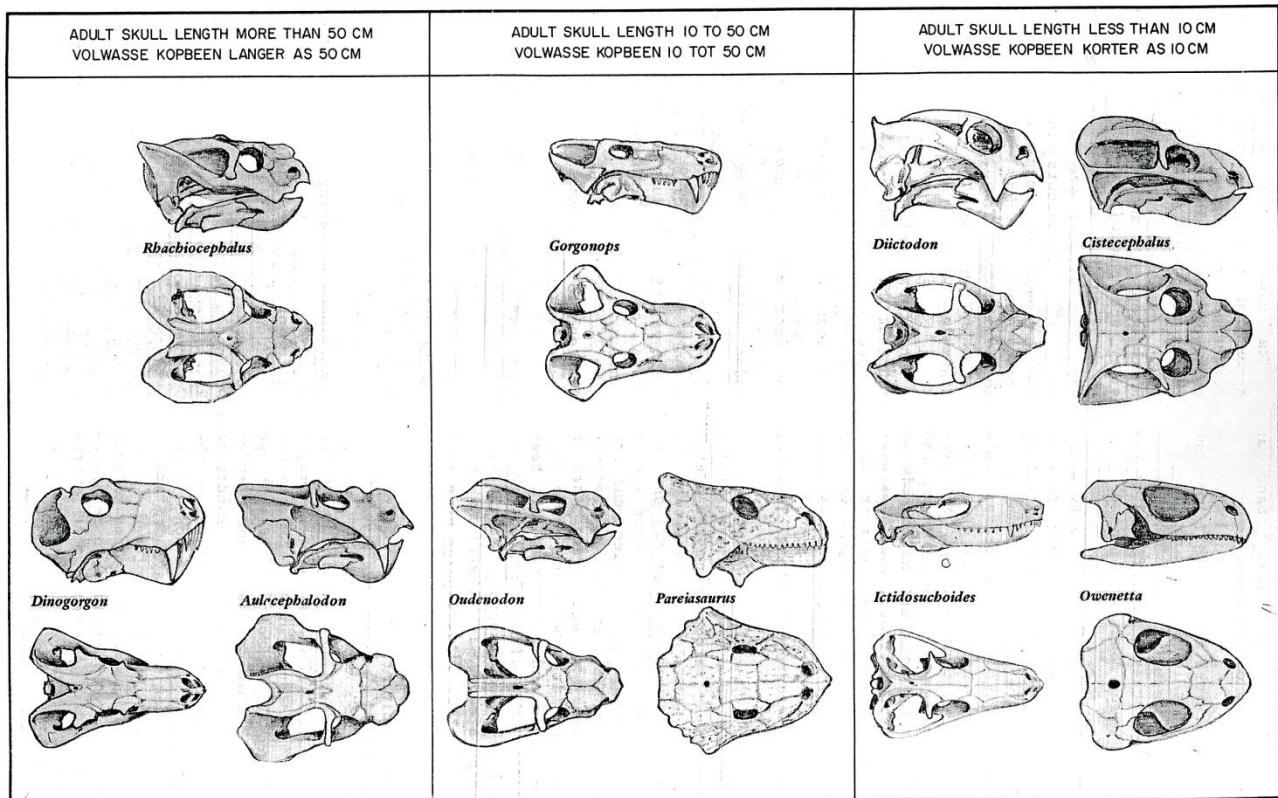 ADULT SKULL LENGTH MORE THAN 50 CM
VOLWASSE KOPBEEN LANGER AS 50 CM
ADULT SKULL LENGTH 10 TO 50 CM
VOLWASSE KOPBEEN 10 TOT 50 CM
ADULT SKULL LENGTH LESS THAN 10 CM
VOLWASSE KOPBEEN KORTER AS 10 CM
Rhachiocephalus
Gorgonops
Diictodon
Cistecephalus
Dinogorgon
Aulacephalodon
Oudenodon
Pareiasaurus
Ictidosuchoides
Owenetta